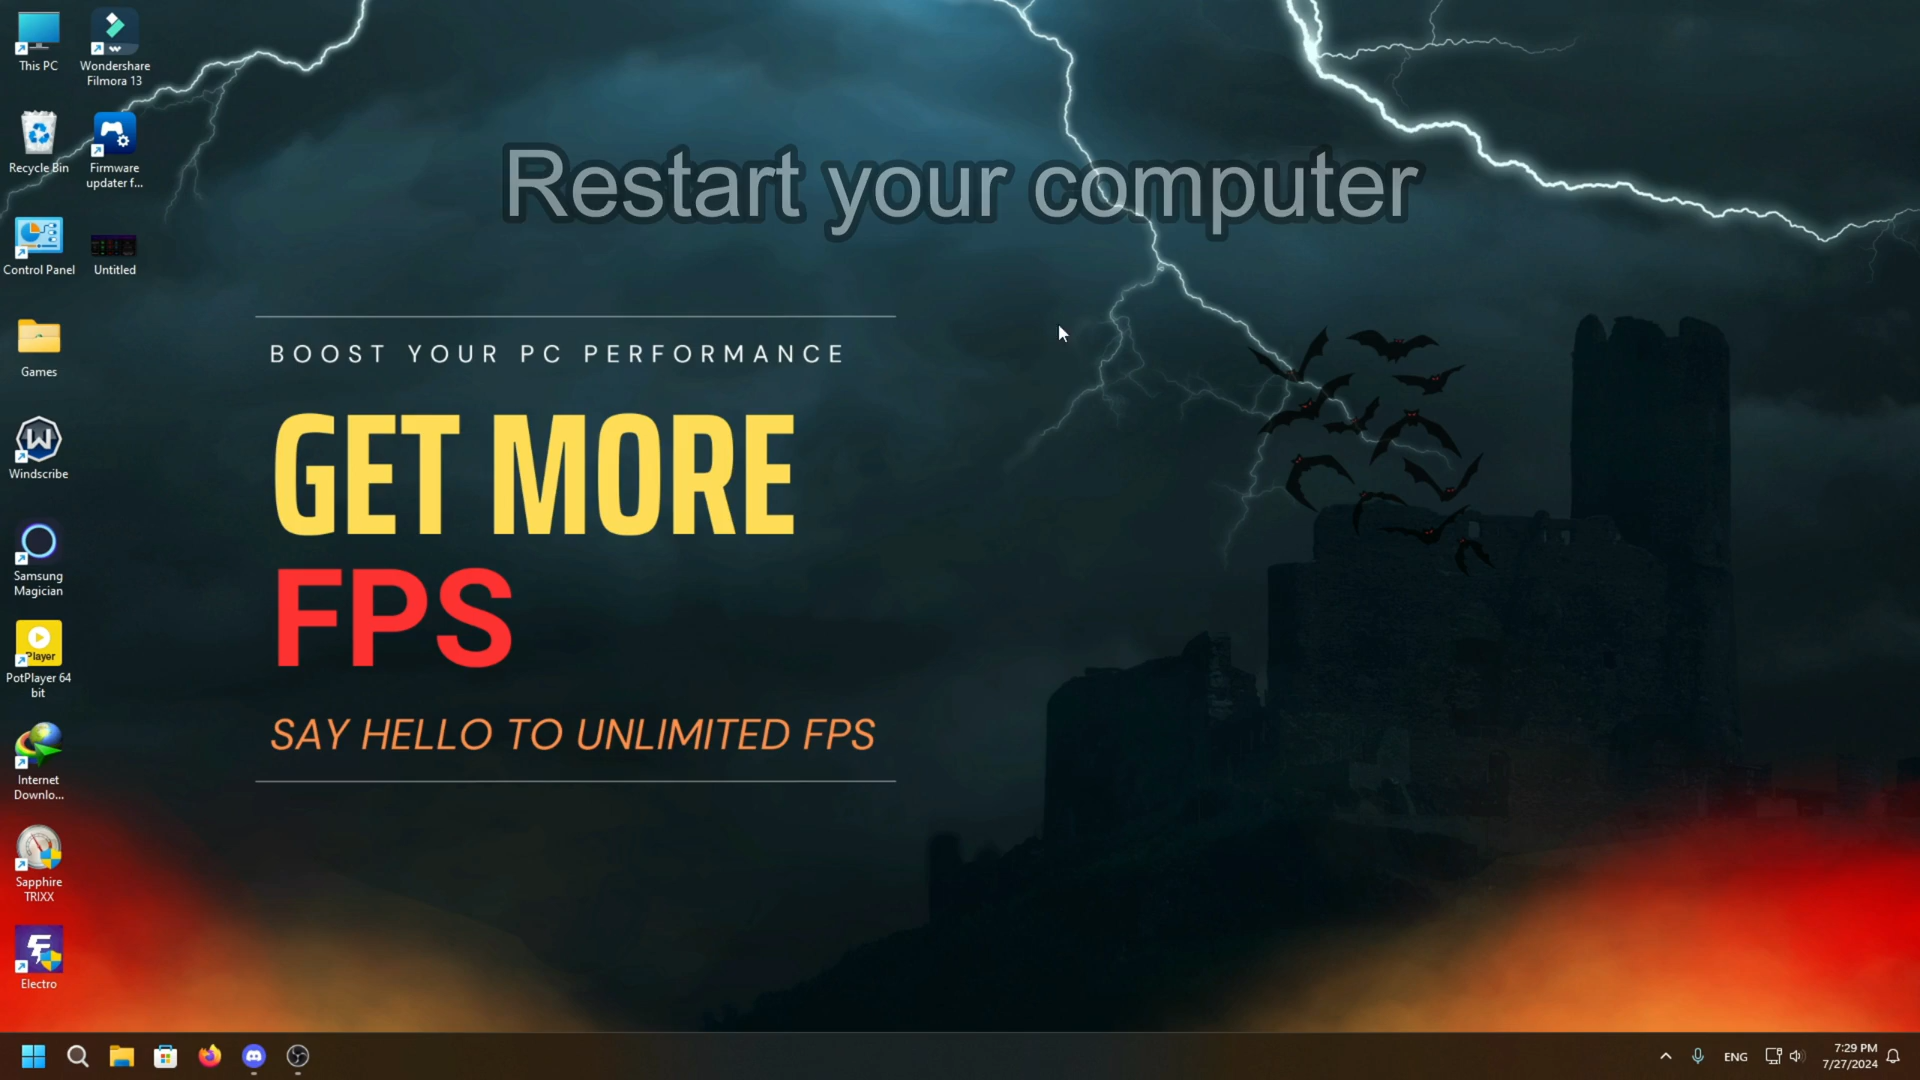 This PC
Wondershare
Filmora 13
Recycle Bin
Firmware
updater f...
Control Panel
Untitled
Games
Windscribe
Samsung
Magician
Player
PotPlayer 64
bit
Internet
Downlo...
Sapphire
TRIXX
Electro
Restart your computer
BOOST YOUR PC PERFORMANCE
GET MORE
FPS
SAY HELLO TO UNLIMITED FPS
ENG
7:29 PM
7/27/2024